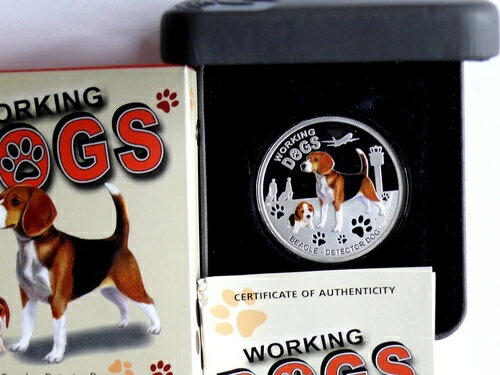 WORKING
DOGS
WORKING
DOGS
BEAGLE - DETECTOR DOG
CERTIFICATE OF AUTHENTICITY
WORKING
DOGS